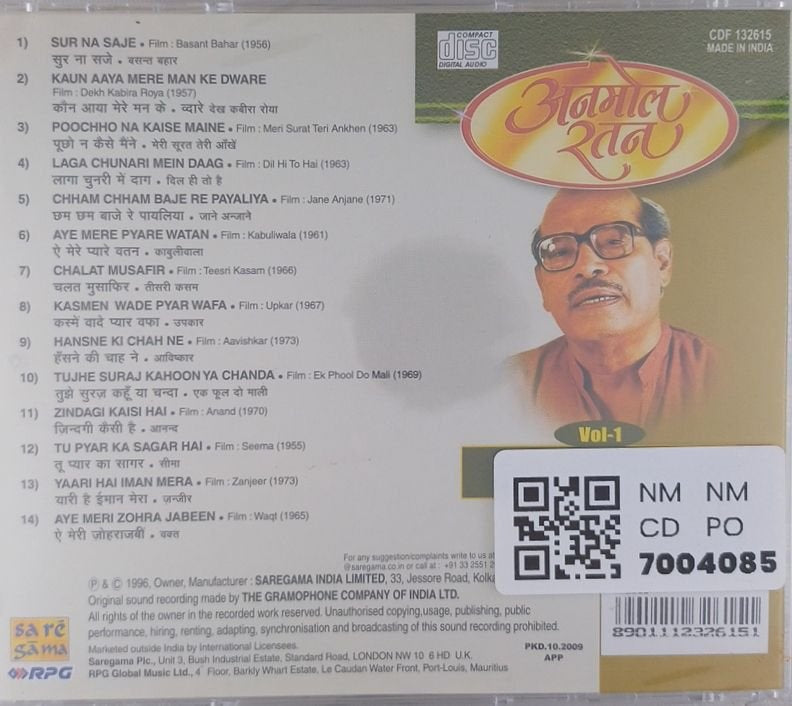 1) SUR NA SAJE • Film : Basant Bahar (1956)
सुर ना सजे • बसन्त बहार
2) KAUN AAYA MERE MAN KE DWARE
Film : Dekh Kabira Roya (1957)
कौन आया मेरे मन के • व्दारे देख कबीरा रोया
3) POOCHHO NA KAISE MAINE • Film : Meri Surat Teri Ankhen (1963)
पूछो न कैसे मैंने • मेरी सूरत तेरी आँखें
4) LAGA CHUNARI MEIN DAAG • Film : Dil Hi To Hai (1963)
लागा चुनरी में दाग • दिल ही तो है
5) CHHAM CHHAM BAJE RE PAYALIYA • Film : Jane Anjane (1971)
छम छम बाजे रे पायलिया • जाने अन्जाने
6) AYE MERE PYARE WATAN • Film : Kabuliwala (1961)
ऐ मेरे प्यारे वतन • काबुलीवाला
7) CHALAT MUSAFIR • Film : Teesri Kasam (1966)
चलत मुसाफिर • तीसरी कसम
8) KASMEN WADE PYAR WAFA • Film : Upkar (1967)
कस्में वादे प्यार वफा • उपकार
9) HANSNE KI CHAH NE • Film : Aavishkar (1973)
हँसने की चाह ने • आविष्कार
10) TUJHE SURAJ KAHOON YA CHANDA • Film : Ek Phool Do Mali (1969)
तुझे सुरज़ कहूँ या चन्दा • एक फूल दो माली
11) ZINDAGI KAISI HAI • Film : Anand (1970)
ज़िन्दगी कैसी है • आनन्द
12) TU PYAR KA SAGAR HAI • Film : Seema (1955)
तू प्यार का सागर • सीमा
13) YAARI HAI IMAN MERA • Film : Zanjeer (1973)
यारी है ईमान मेरा • ज़न्जीर
14) AYE MERI ZOHRA JABEEN • Film : Waqt (1965)
ऐ मेरी ज़ोहराजबीं • वक्त
COMPACT
disc
DIGITAL AUDIO
CDF 132615
MADE IN INDIA
अनमोल
रतन
Vol-1
NM NM
CD PO
7004085
8901112326151
For any suggestion/complaints write to us at
@saregama.co.in or call at : +91 33 2551 2
℗ & © 1996, Owner, Manufacturer : SAREGAMA INDIA LIMITED, 33, Jessore Road, Kolka
Original sound recording made by THE GRAMOPHONE COMPANY OF INDIA LTD.
All rights of the owner in the recorded work reserved. Unauthorised copying,usage, publishing, public
performance, hiring, renting, adapting, synchronisation and broadcasting of this sound recording prohibited.
Marketed outside India by International Licensees.
Saregama Plc., Unit 3, Bush Industrial Estate, Standard Road, LONDON NW 10 6 HD U.K.
RPG Global Music Ltd., 4 Floor, Barkly Wharf Estate, Le Caudan Water Front, Port-Louis, Mauritius
PKD.10.2009
APP
sa re
ga ma
RPG